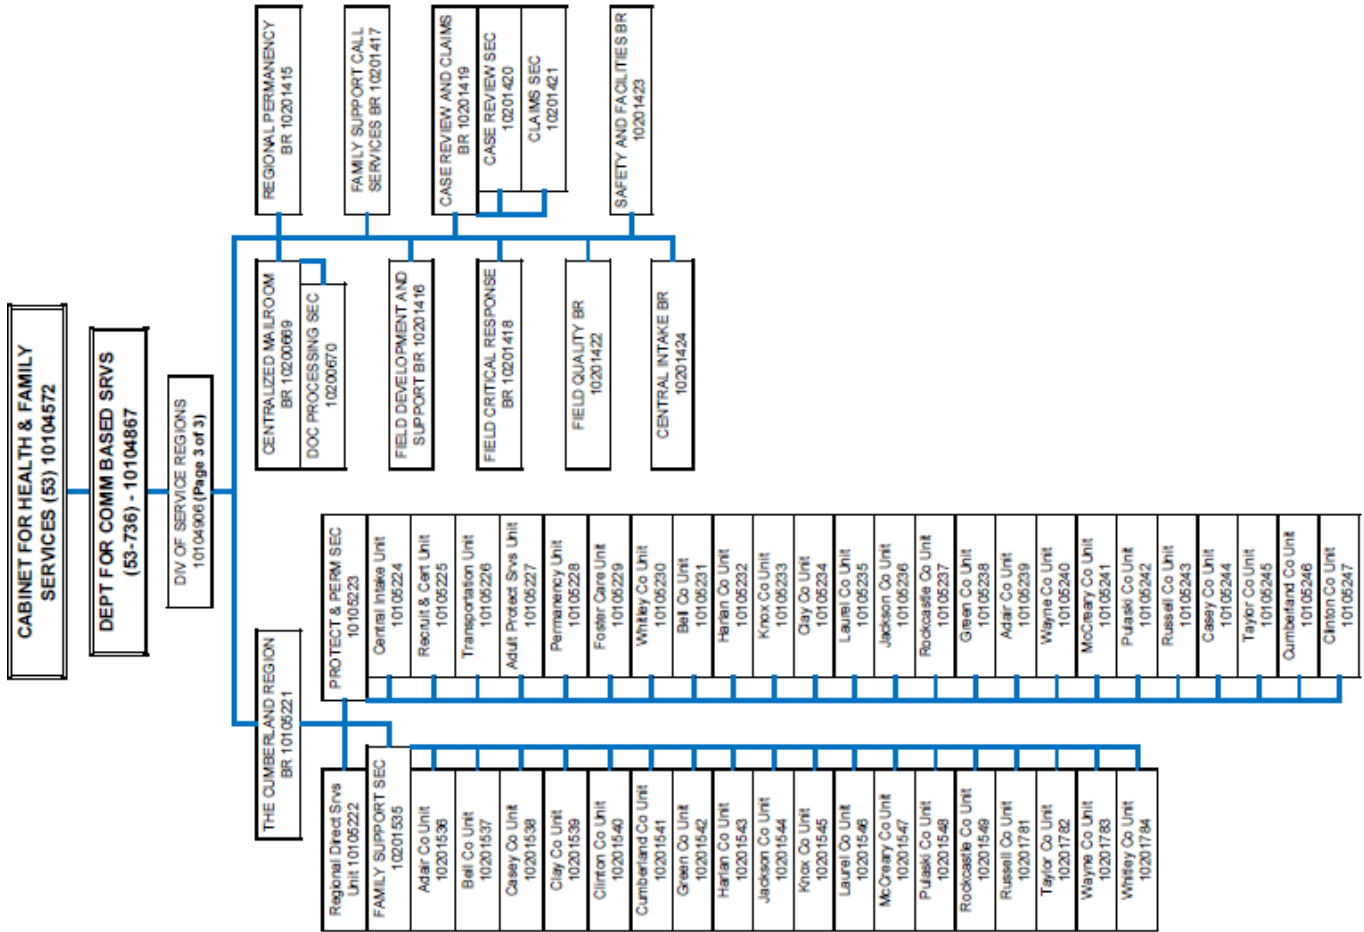 CABINET FOR HEALTH & FAMILY
SERVICES (53) 10104572
DEPT FOR COMM BASED SRVS
(53-736) - 10104867
DIV OF SERVICE REGIONS
10104906 (Page 3 of 3)
THE CUMBERLAND REGION
BR 10105221
Regional Direct Srvs
Unit 10105222
FAMILY SUPPORT SEC
10201535
Adair Co Unit
10201536
Bell Co Unit
10201537
Casey Co Unit
10201538
Clay Co Unit
10201539
Clinton Co Unit
10201540
Cumberland Co Unit
10201541
Green Co Unit
10201542
Harlan Co Unit
10201543
Jackson Co Unit
10201544
Knox Co Unit
10201545
Laurel Co Unit
10201546
McCreary Co Unit
10201547
Pulaski Co Unit
10201548
Rockcastle Co Unit
10201549
Russell Co Unit
10201781
Taylor Co Unit
10201782
Wayne Co Unit
10201783
Whitley Co Unit
10201784
PROTECT & PERM SEC
10105223
Central Intake Unit
10105224
Recruit & Cert Unit
10105225
Transportation Unit
10105226
Adult Protect Srvs Unit
10105227
Permanency Unit
10105228
Foster Care Unit
10105229
Whitley Co Unit
10105230
Bell Co Unit
10105231
Harlan Co Unit
10105232
Knox Co Unit
10105233
Clay Co Unit
10105234
Laurel Co Unit
10105235
Jackson Co Unit
10105236
Rockcastle Co Unit
10105237
Green Co Unit
10105238
Adair Co Unit
10105239
Wayne Co Unit
10105240
McCreary Co Unit
10105241
Pulaski Co Unit
10105242
Russell Co Unit
10105243
Casey Co Unit
10105244
Taylor Co Unit
10105245
Cumberland Co Unit
10105246
Clinton Co Unit
10105247
CENTRALIZED MAILROOM
BR 10200669
DOC PROCESSING SEC
10200670
FIELD DEVELOPMENT AND
SUPPORT BR 10201416
FIELD CRITICAL RESPONSE
BR 10201418
FIELD QUALITY BR
10201422
CENTRAL INTAKE BR
10201424
REGIONAL PERMANENCY
BR 10201415
FAMILY SUPPORT CALL
SERVICES BR 10201417
CASE REVIEW AND CLAIMS
BR 10201419
CASE REVIEW SEC
10201420
CLAIMS SEC
10201421
SAFETY AND FACILITIES BR
10201423